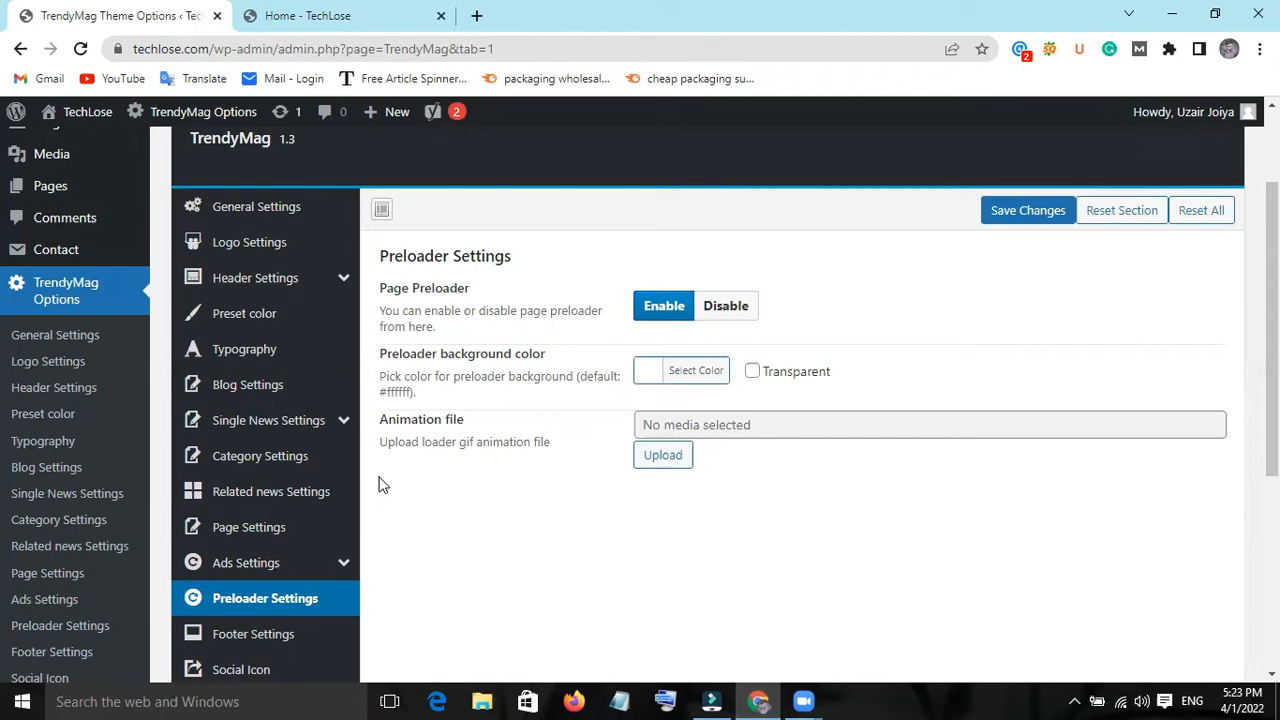 TrendyMag Theme Options ‹ Tec
Home - TechLose
techlose.com/wp-admin/admin.php?page=TrendyMag&tab=1
2
Gmail
YouTube
Translate
Mail - Login
Free Article Spinner...
packaging wholesal...
cheap packaging su...
TechLose
TrendyMag Options
1
0
New
2
Howdy, Uzair Joiya
Media
Pages
Comments
Contact
TrendyMag
Options
General Settings
Logo Settings
Header Settings
Preset color
Typography
Blog Settings
Single News Settings
Category Settings
Related news Settings
Page Settings
Ads Settings
Preloader Settings
Footer Settings
Social Icon
TrendyMag 1.3
General Settings
Logo Settings
Header Settings
Preset color
Typography
Blog Settings
Single News Settings
Category Settings
Related news Settings
Page Settings
Ads Settings
Preloader Settings
Footer Settings
Social Icon
Save Changes
Reset Section
Reset All
Preloader Settings
Page Preloader
You can enable or disable page preloader
from here.
Enable
Disable
Preloader background color
Pick color for preloader background (default:
#ffffff).
Select Color
Transparent
Animation file
Upload loader gif animation file
No media selected
Upload
Search the web and Windows
ENG
5:23 PM
4/1/2022